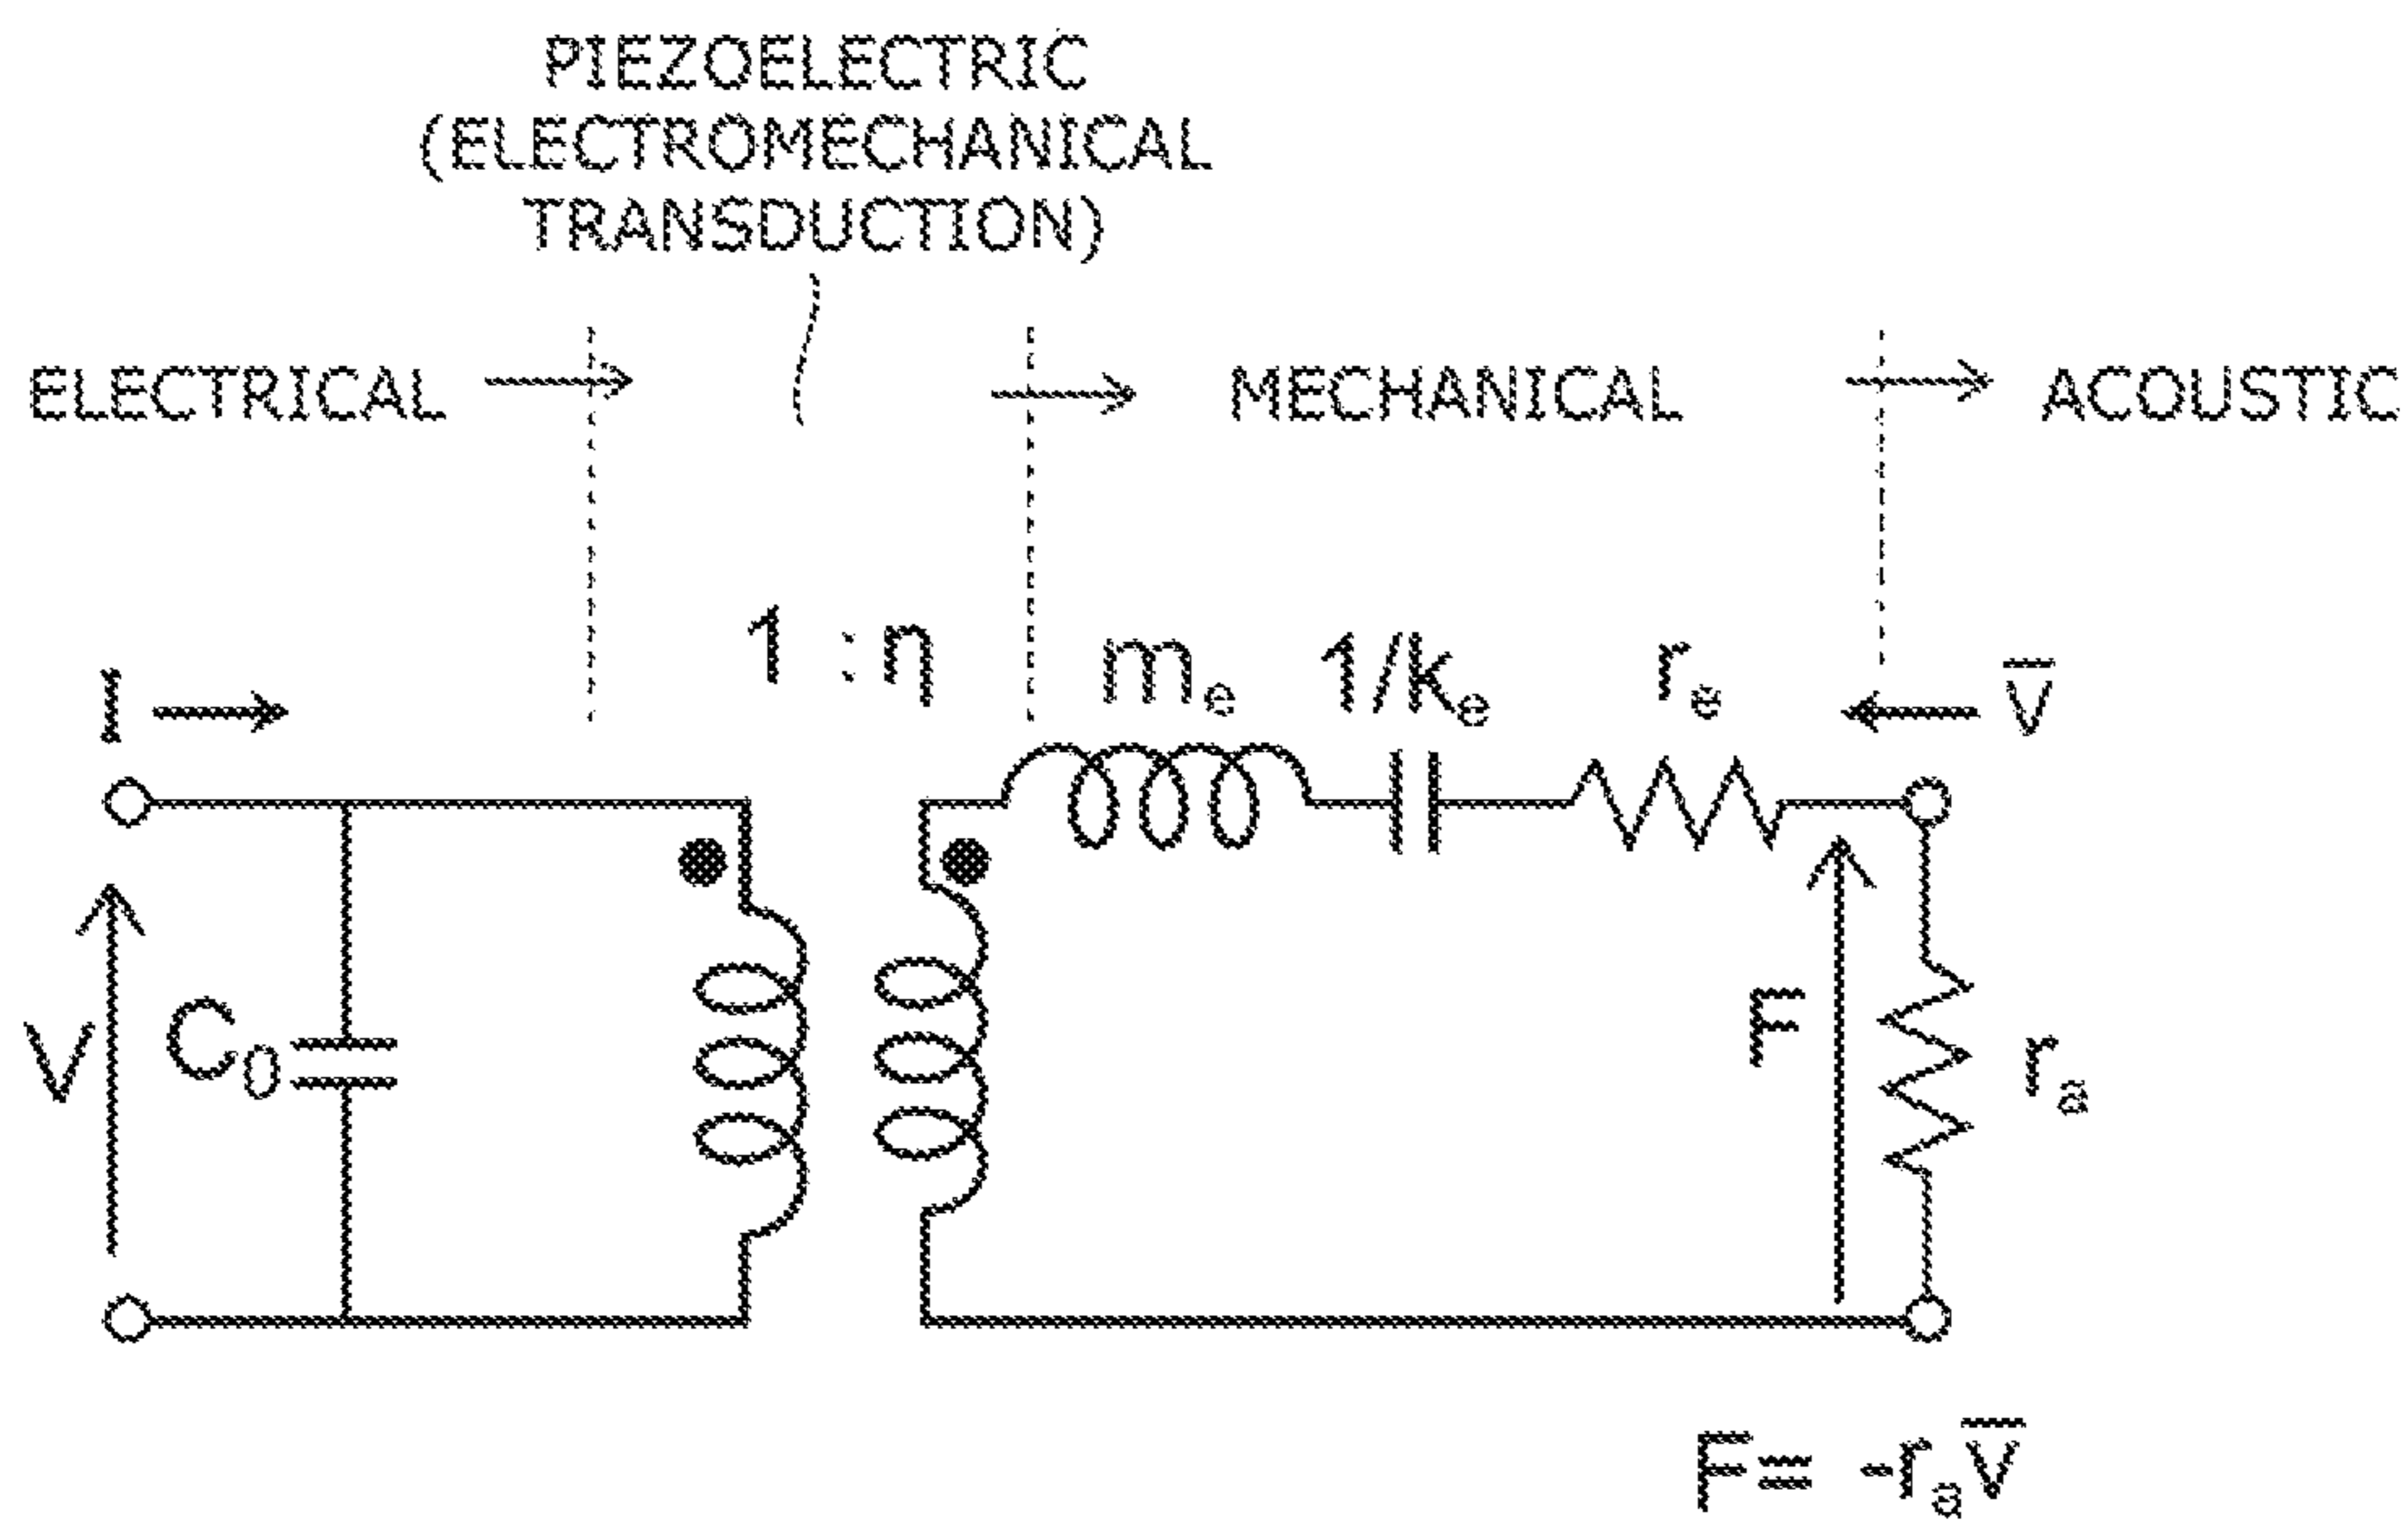 PIEZOELECTRIC
(ELECTROMECHANICAL
TRANSDUCTION)
ELECTRICAL
MECHANICAL
ACOUSTIC
1 : η
mₑ
1/kₑ
rₑ
I
v̅
V
C₀
F
rₐ
F= -rₐv̅